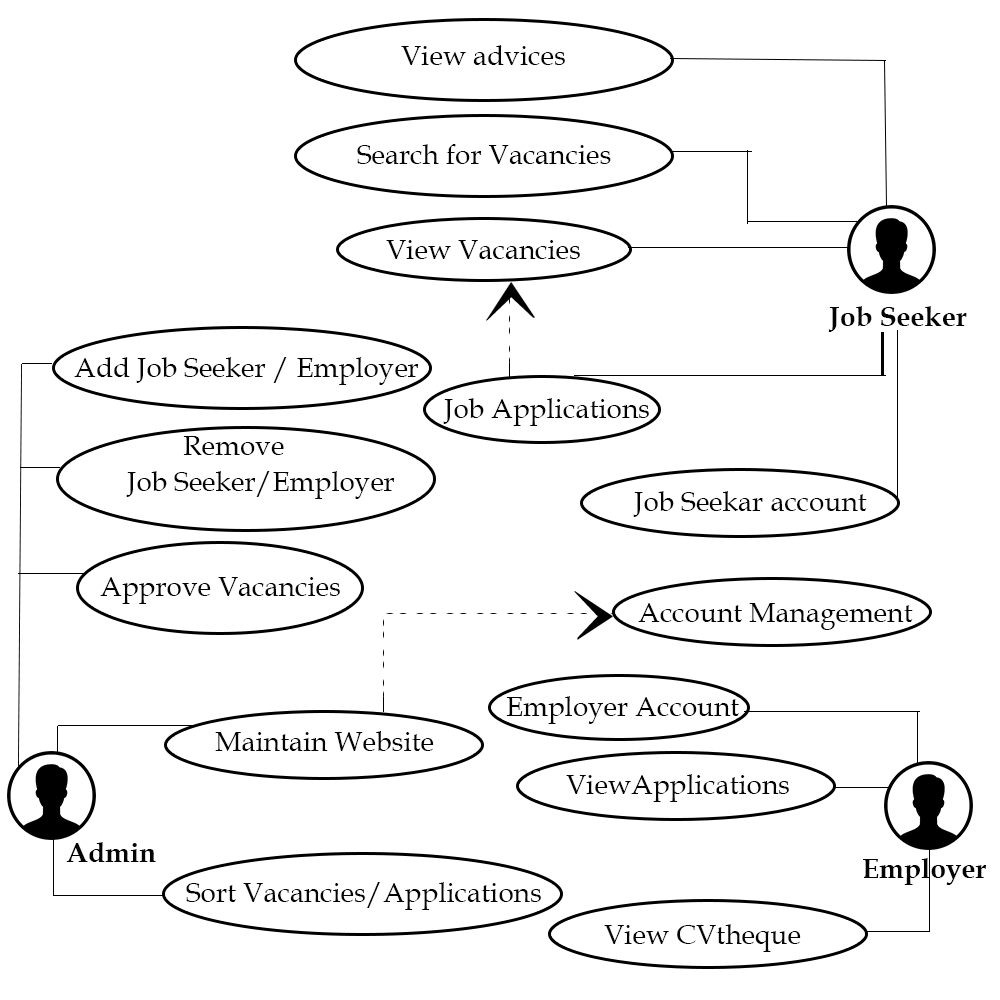 View advices
Search for Vacancies
View Vacancies
Job Seeker
Add Job Seeker / Employer
Job Applications
Remove
Job Seeker/Employer
Job Seekar account
Approve Vacancies
Account Management
Employer Account
Maintain Website
ViewApplications
Admin
Employer
Sort Vacancies/Applications
View CVtheque